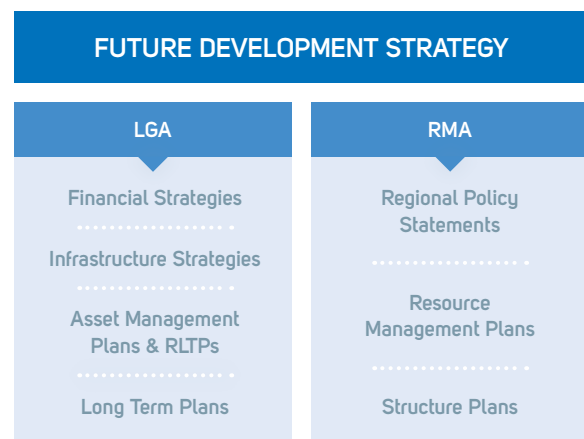 FUTURE DEVELOPMENT STRATEGY
LGA
Financial Strategies
Infrastructure Strategies
Asset Management
Plans & RLTPs
Long Term Plans
RMA
Regional Policy
Statements
Resource
Management Plans
Structure Plans